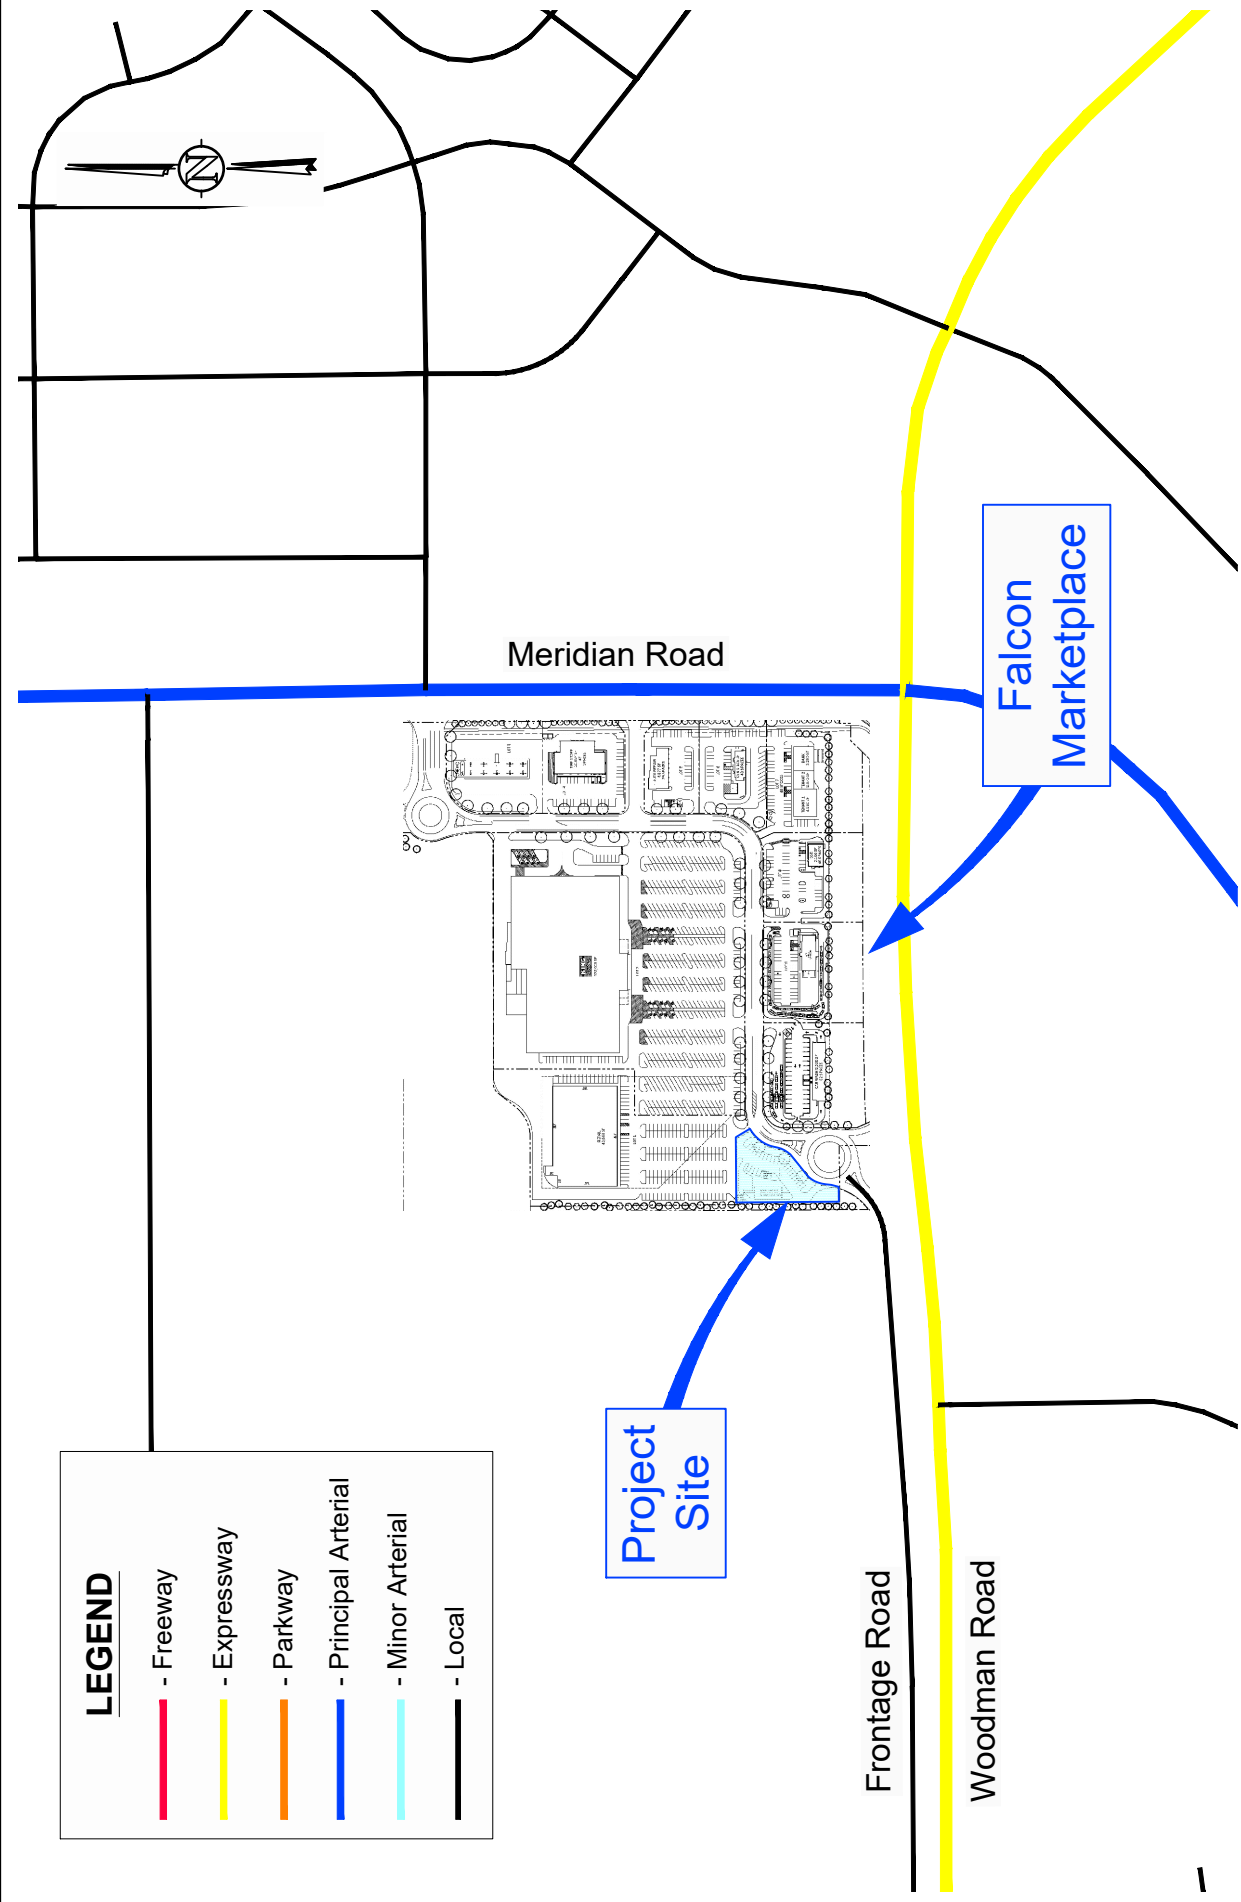 N
Meridian Road
Falcon
Marketplace
Project
Site
Frontage Road
Woodman Road
LEGEND
- Freeway
- Expressway
- Parkway
- Principal Arterial
- Minor Arterial
- Local